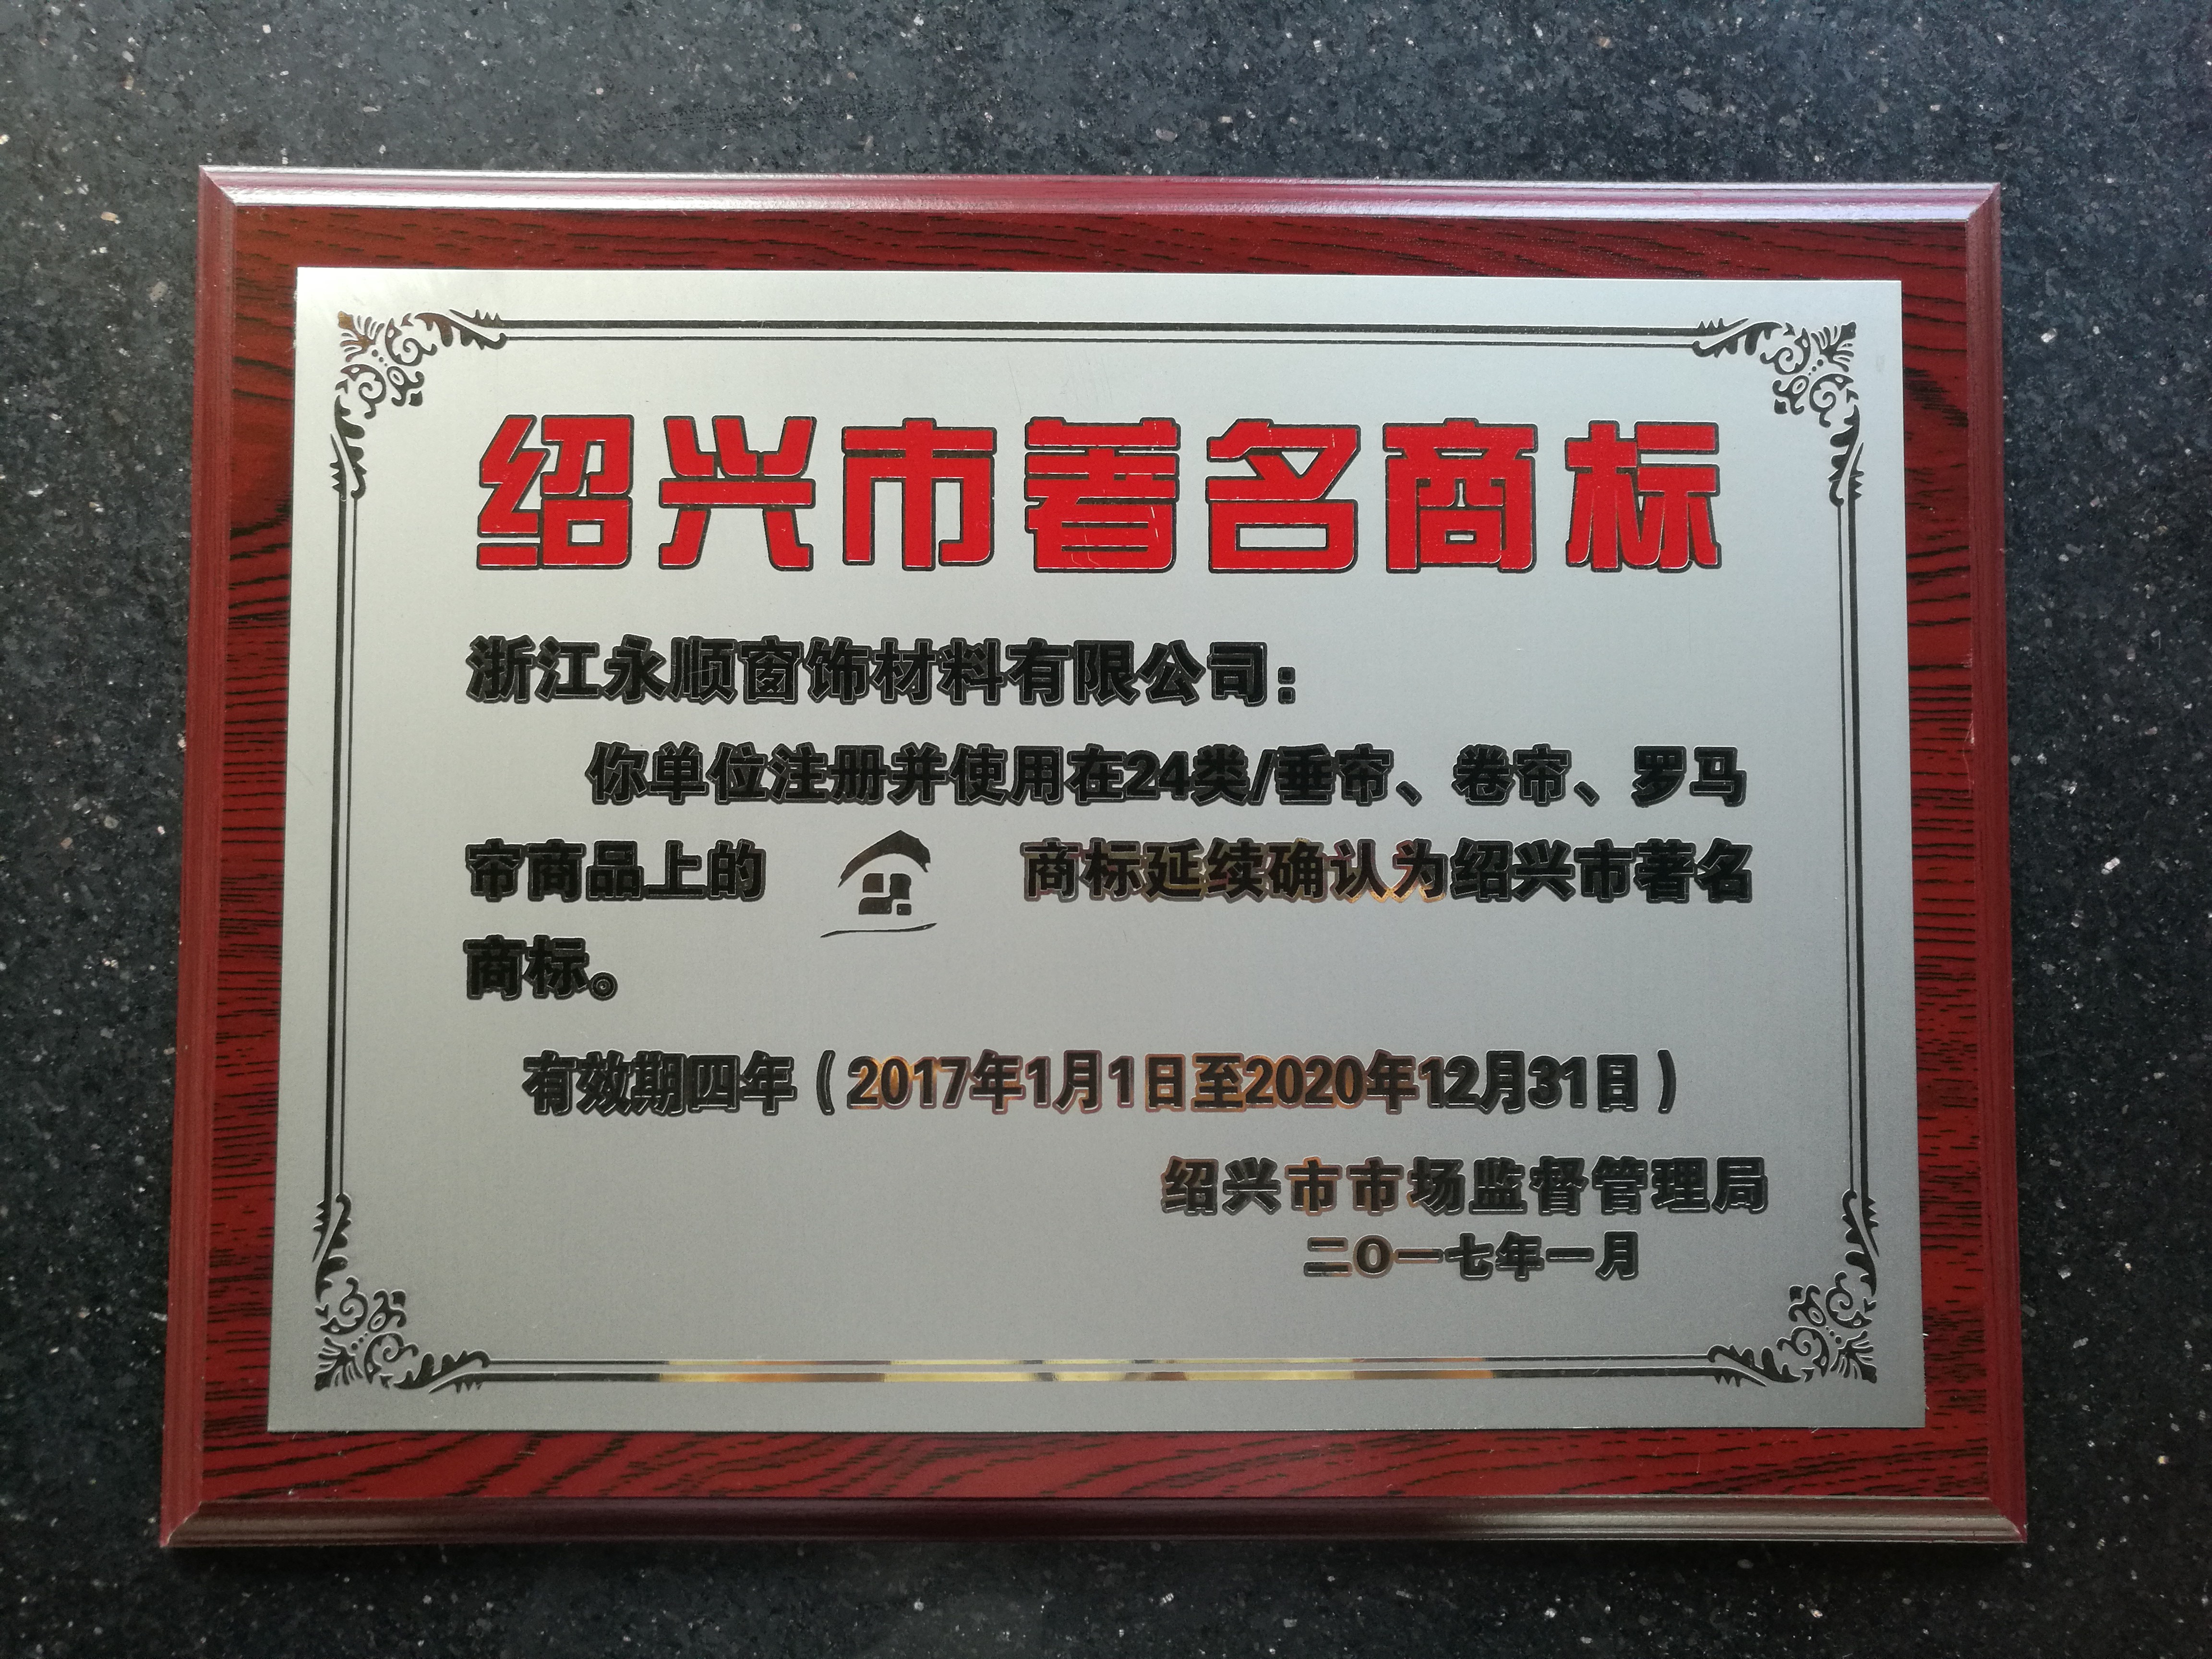 绍兴市著名商标
浙江永顺窗饰材料有限公司：
你单位注册并使用在24类/垂帘、卷帘、罗马
帘商品上的 商标延续确认为绍兴市著名
商标。
有效期四年（2017年1月1日至2020年12月31日）
绍兴市市场监督管理局
二〇一七年一月